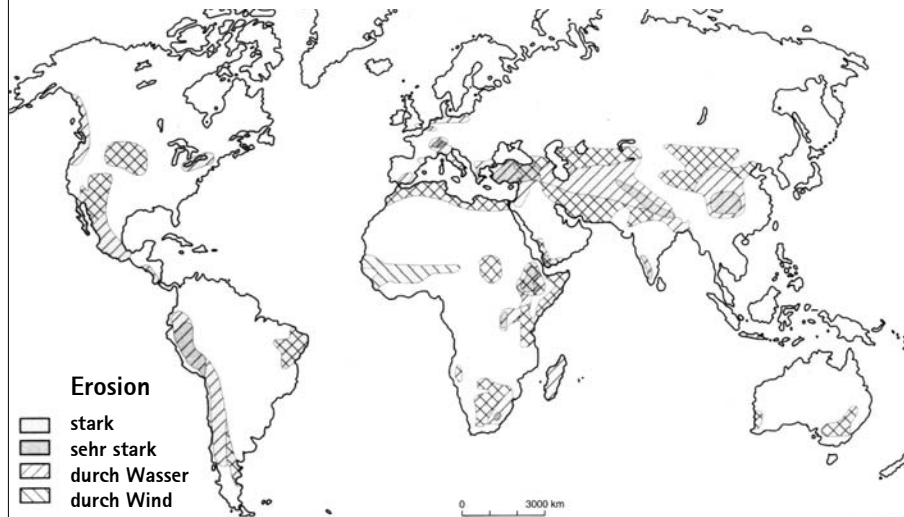 Erosion
stark
sehr stark
durch Wasser
durch Wind
0 3000 km